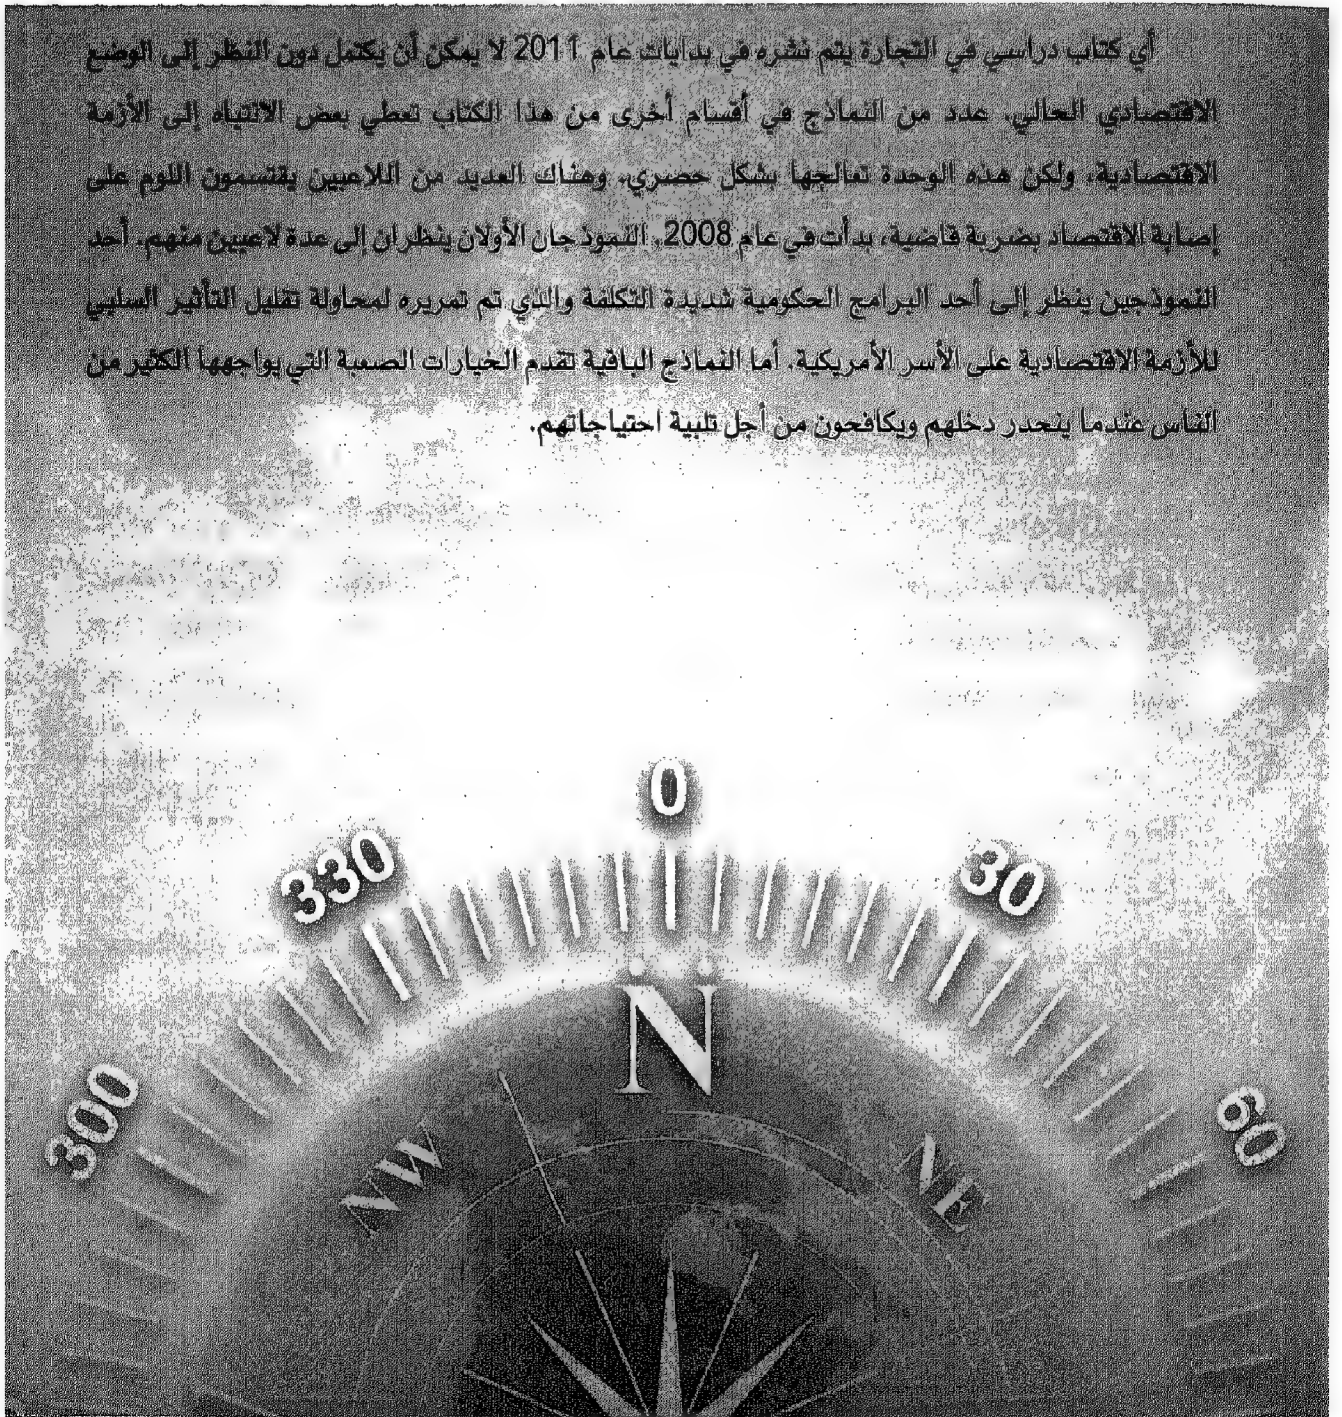 أي كتاب دراسي في التجارة يتم نشره في بدايات عام 2011 لا يمكن أن يكتمل دون النظر إلى الوضع
الاقتصادي الحالي. عدد من النماذج في أقسام أخرى من هذا الكتاب تعطي بعض الانتباه إلى الأزمة
الاقتصادية، ولكن هذه الوحدة تعالجها بشكل حصري. وهناك العديد من اللاعبين يقتسمون اللوم على
إصابة الاقتصاد بضربة قاضية، بدأت في عام 2008. النموذجان الأولان ينظران إلى عدة لاعبين منهم. أحد
النموذجين ينظر إلى أحد البرامج الحكومية شديدة التكلفة والذي تم تمريره لمحاولة تقليل التأثير السلبي
للأزمة الاقتصادية على الأسر الأمريكية. أما النماذج الباقية تقدم الخيارات الصعبة التي يواجهها الكثير من
الناس عندما ينحدر دخلهم ويكافحون من أجل تلبية احتياجاتهم.
0
330
30
N
300
60
NW
NE